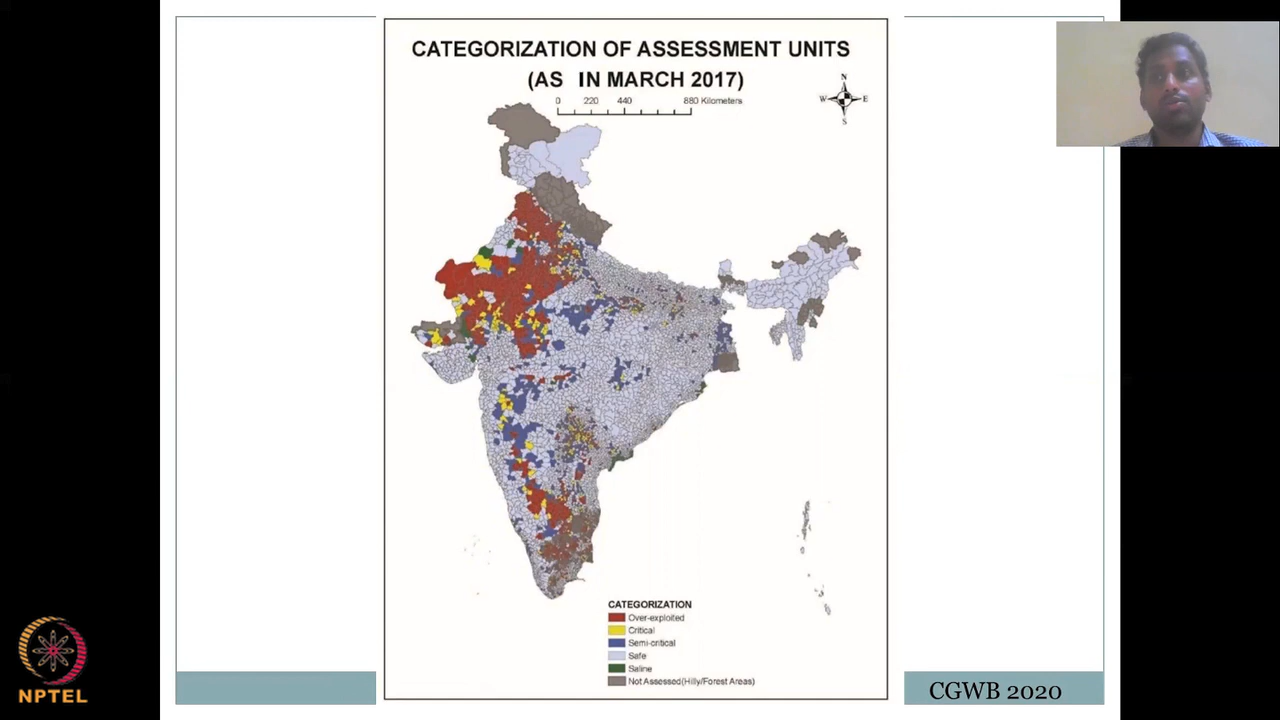 CATEGORIZATION OF ASSESSMENT UNITS
(AS IN MARCH 2017)
0 220 440 880 Kilometers
N
W E
S
CATEGORIZATION
Over-exploited
Critical
Semi-critical
Safe
Saline
Not Assessed(Hilly/Forest Areas)
CGWB 2020
NPTEL